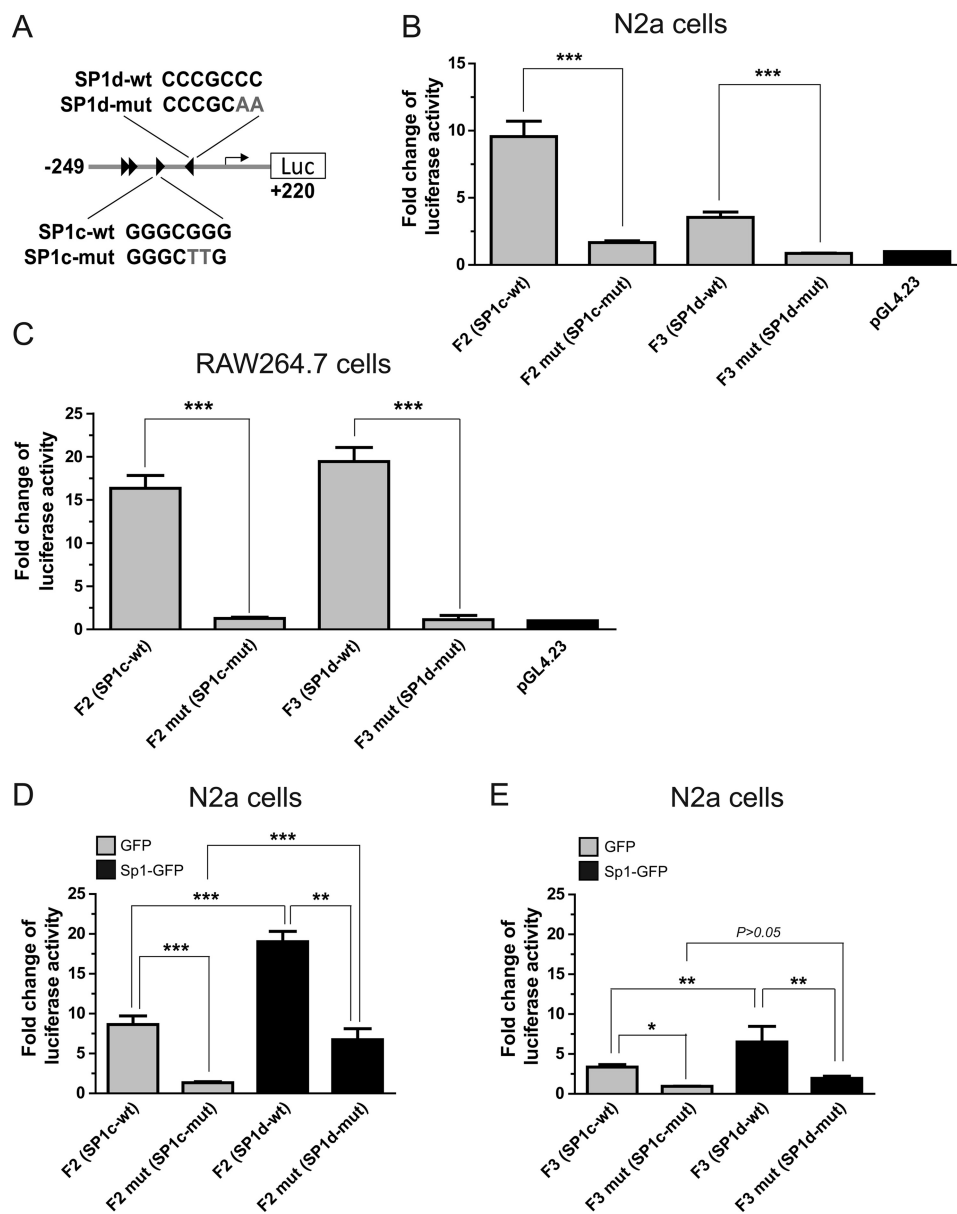 A
SP1d-wt CCCGCCC
SP1d-mut CCCGCAA
-249
Luc
+220
SP1c-wt GGGCGGG
SP1c-mut GGGCTTG
B
N2a cells
Fold change of
luciferase activity
15
10
5
0
***
***
F2 (SP1c-wt)
F2 mut (SP1c-mut)
F3 (SP1d-wt)
F3 mut (SP1d-mut)
pGL4.23
C
RAW264.7 cells
Fold change of
luciferase activity
25
20
15
10
5
0
***
***
F2 (SP1c-wt)
F2 mut (SP1c-mut)
F3 (SP1d-wt)
F3 mut (SP1d-mut)
pGL4.23
D
N2a cells
GFP
Sp1-GFP
Fold change of
luciferase activity
25
20
15
10
5
0
***
***
**
***
F2 (SP1c-wt)
F2 mut (SP1c-mut)
F2 (SP1d-wt)
F2 mut (SP1d-mut)
E
N2a cells
GFP
Sp1-GFP
Fold change of
luciferase activity
25
20
15
10
5
0
P>0.05
**
**
*
F3 (SP1c-wt)
F3 mut (SP1c-mut)
F3 (SP1d-wt)
F3 mut (SP1d-mut)